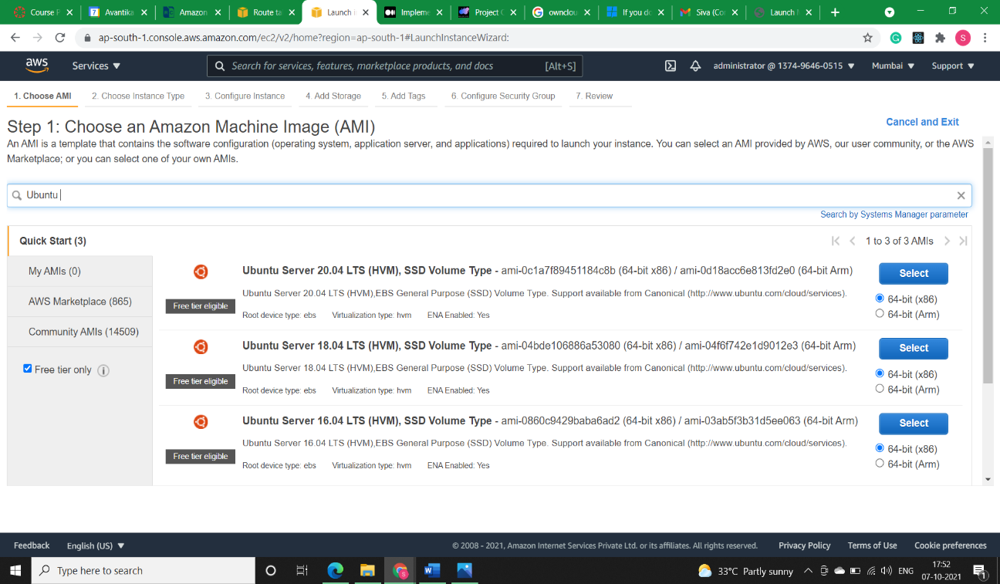 Course P
Avantika
Amazon
Route ta
Launch
Impleme
Project
ownclou
If you do
Siva (Co
Launch
ap-south-1.console.aws.amazon.com/ec2/v2/home?region=ap-south-1#LaunchInstanceWizard:
S
aws
Services
Search for services, features, marketplace products, and docs
[Alt+S]
administrator @ 1374-9646-0515
Mumbai
Support
1. Choose AMI
2. Choose Instance Type
3. Configure Instance
4. Add Storage
5. Add Tags
6. Configure Security Group
7. Review
Step 1: Choose an Amazon Machine Image (AMI)
Cancel and Exit
An AMI is a template that contains the software configuration (operating system, application server, and applications) required to launch your instance. You can select an AMI provided by AWS, our user community, or the AWS
Marketplace; or you can select one of your own AMIs.
Ubuntu
Search by Systems Manager parameter
Quick Start (3)
1 to 3 of 3 AMIs
My AMIs (0)
AWS Marketplace (865)
Community AMIs (14509)
Free tier only
Ubuntu Server 20.04 LTS (HVM), SSD Volume Type - ami-0c1a7f89451184c8b (64-bit x86) / ami-0d18acc6e813fd2e0 (64-bit Arm)
Select
Ubuntu Server 20.04 LTS (HVM),EBS General Purpose (SSD) Volume Type. Support available from Canonical (http://www.ubuntu.com/cloud/services).
64-bit (x86)
Free tier eligible
Root device type: ebs
Virtualization type: hvm
ENA Enabled: Yes
64-bit (Arm)
Ubuntu Server 18.04 LTS (HVM), SSD Volume Type - ami-04bde106886a53080 (64-bit x86) / ami-04f6f742e1d9012e3 (64-bit Arm)
Select
Ubuntu Server 18.04 LTS (HVM),EBS General Purpose (SSD) Volume Type. Support available from Canonical (http://www.ubuntu.com/cloud/services).
64-bit (x86)
Free tier eligible
Root device type: ebs
Virtualization type: hvm
ENA Enabled: Yes
64-bit (Arm)
Ubuntu Server 16.04 LTS (HVM), SSD Volume Type - ami-0860c9429baba6ad2 (64-bit x86) / ami-03ab5f3b31d5ee063 (64-bit Arm)
Select
Ubuntu Server 16.04 LTS (HVM),EBS General Purpose (SSD) Volume Type. Support available from Canonical (http://www.ubuntu.com/cloud/services).
64-bit (x86)
Free tier eligible
Root device type: ebs
Virtualization type: hvm
ENA Enabled: Yes
64-bit (Arm)
Feedback
English (US)
© 2008 - 2021, Amazon Internet Services Private Ltd. or its affiliates. All rights reserved.
Privacy Policy
Terms of Use
Cookie preferences
Type here to search
33°C Partly sunny
ENG
17:52
07-10-2021
1